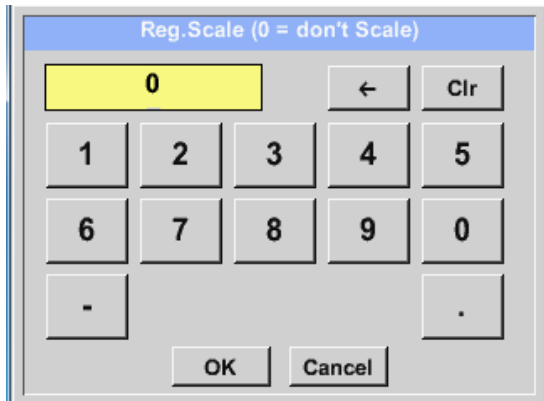 Reg.Scale (0 = don't Scale)
0 ← Clr
1 2 3 4 5
6 7 8 9 0
- .
OK Cancel